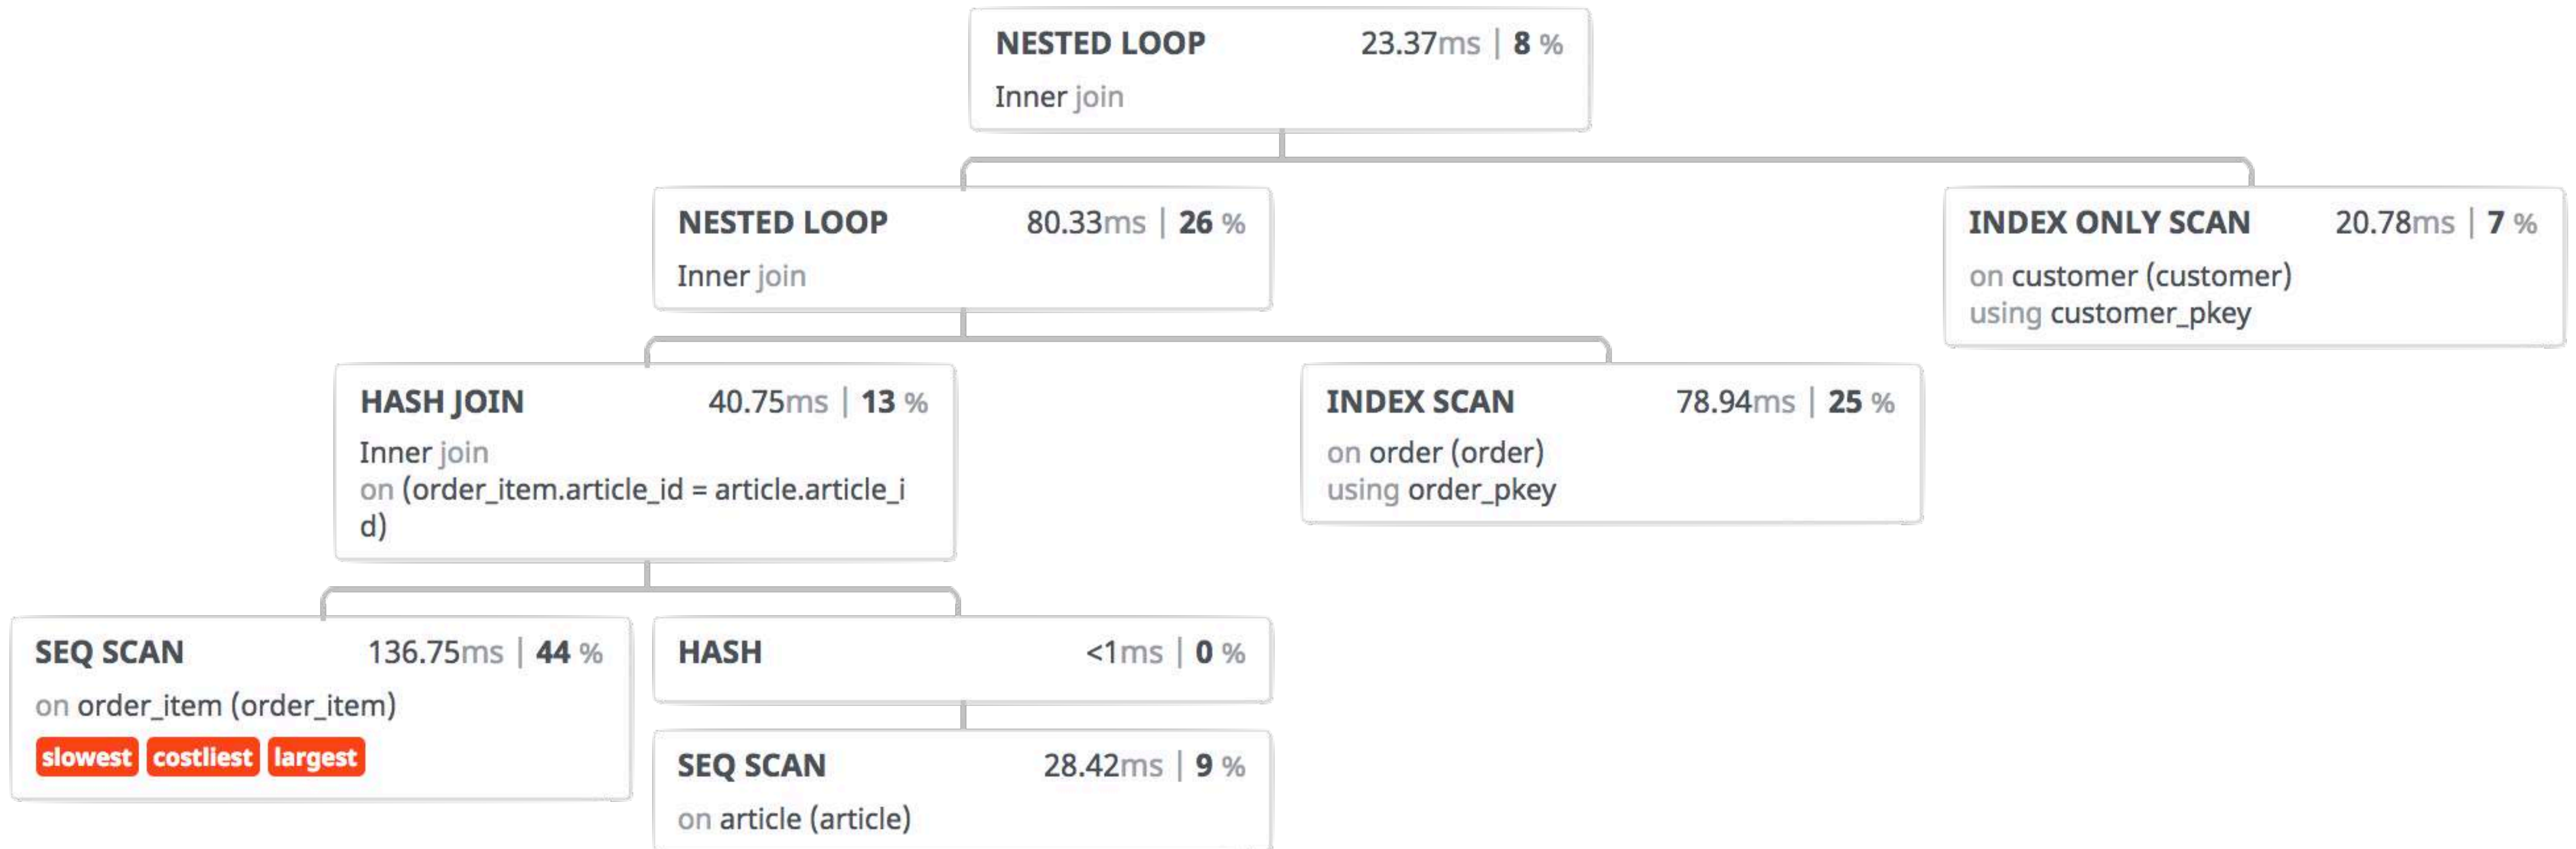 NESTED LOOP 23.37ms | 8 %
Inner join
NESTED LOOP 80.33ms | 26 %
Inner join
INDEX ONLY SCAN 20.78ms | 7 %
on customer (customer)
using customer_pkey
HASH JOIN 40.75ms | 13 %
Inner join
on (order_item.article_id = article.article_i
d)
INDEX SCAN 78.94ms | 25 %
on order (order)
using order_pkey
SEQ SCAN 136.75ms | 44 %
on order_item (order_item)
slowest costliest largest
HASH <1ms | 0 %
SEQ SCAN 28.42ms | 9 %
on article (article)